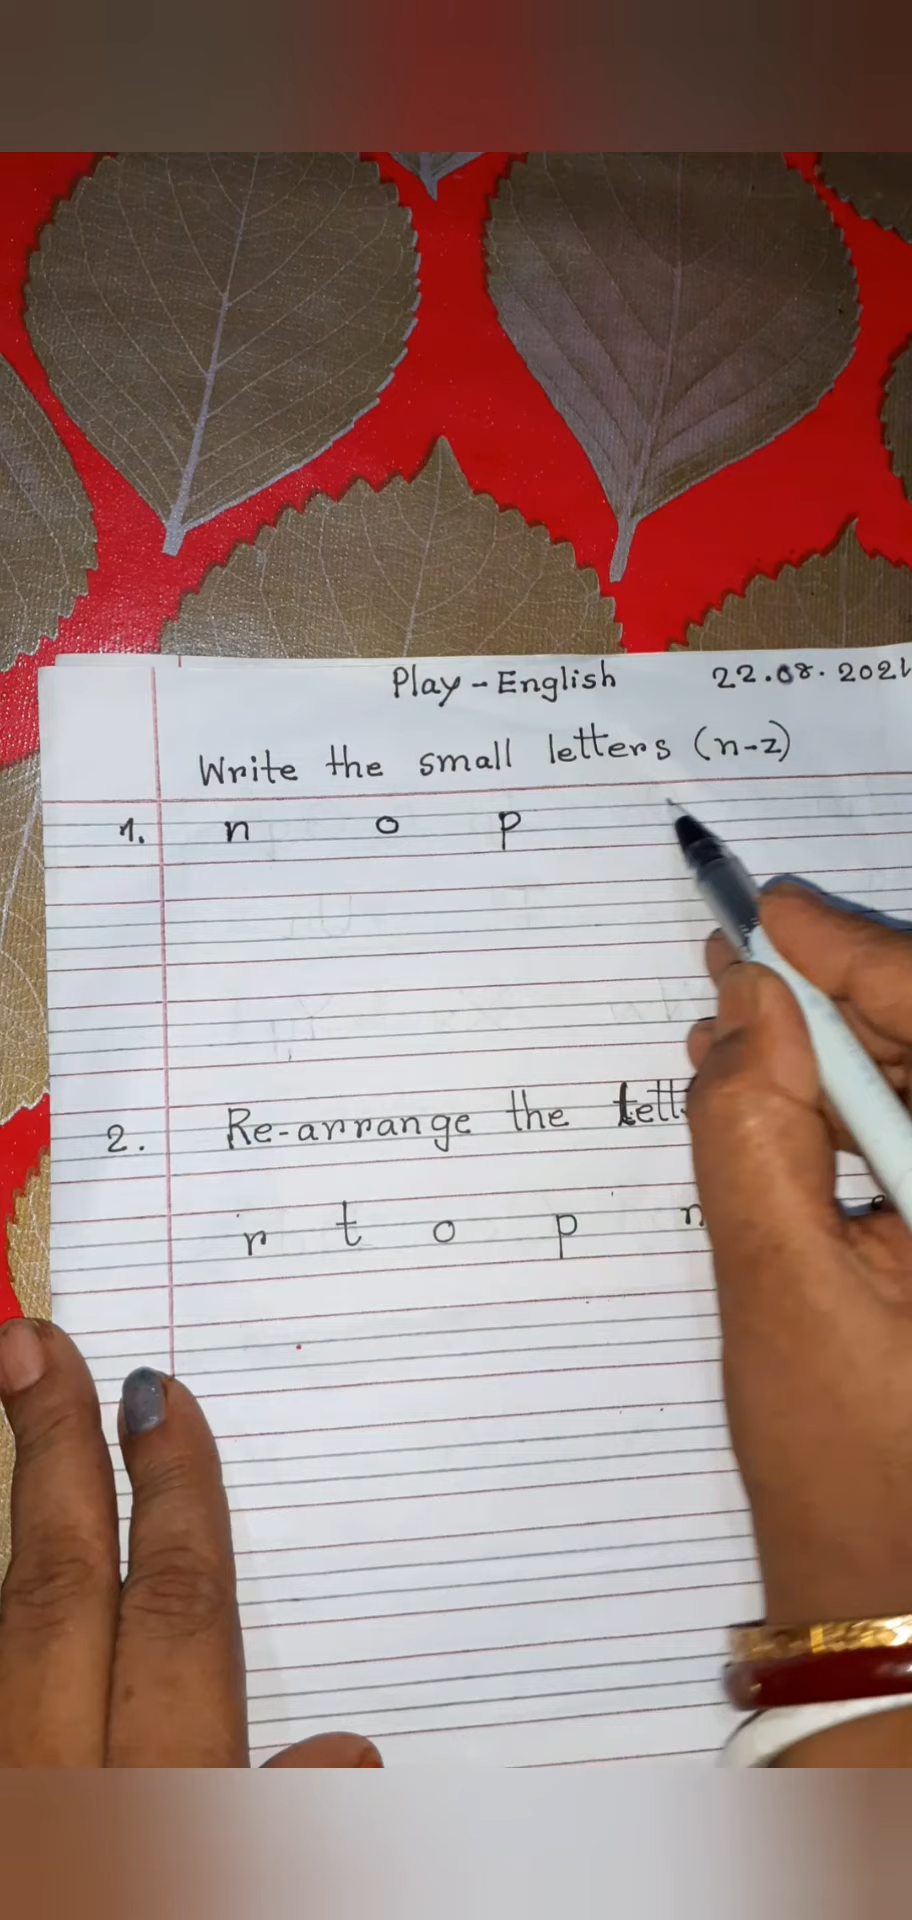 Play - English 22.08.2021
Write the small letters (n-z)
1. n o p
2. Re-arrange the
r t o p n